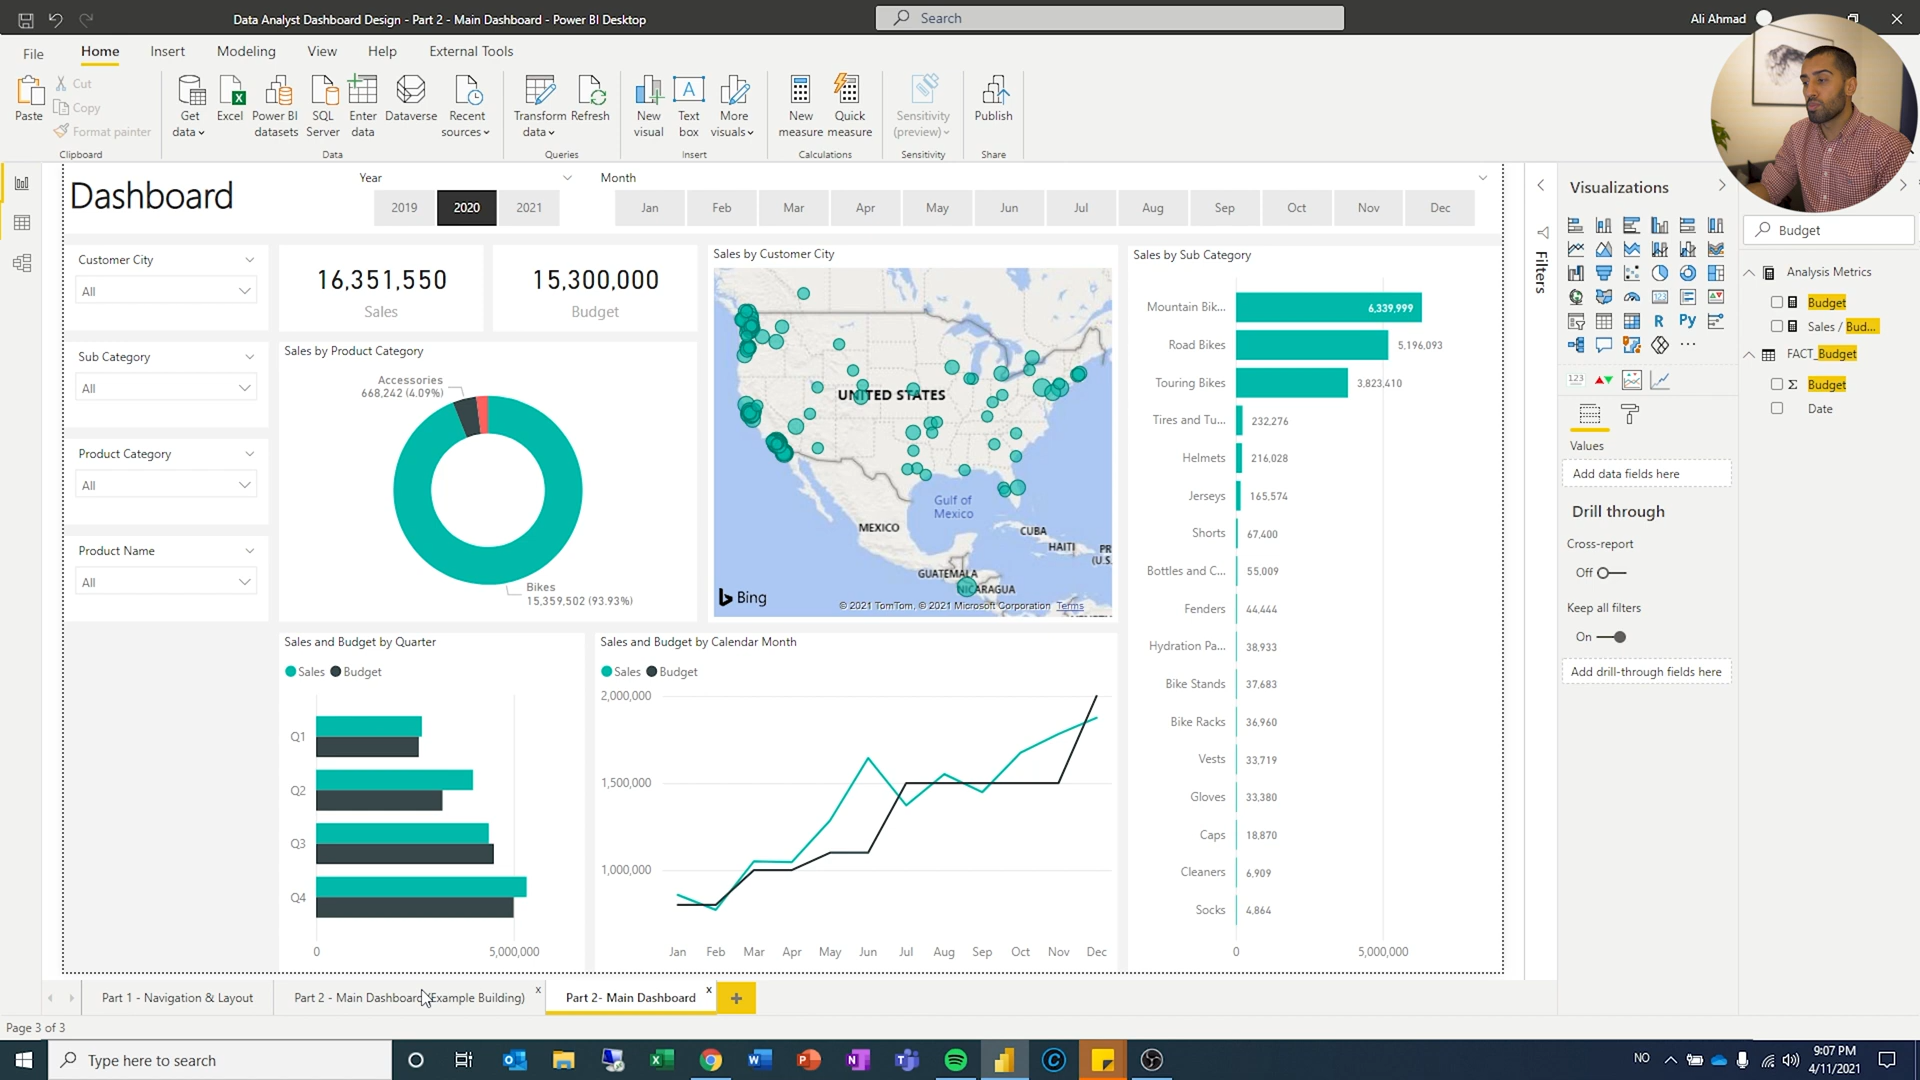 Data Analyst Dashboard Design - Part 2 - Main Dashboard - Power BI Desktop
Search
Ali Ahmad
File
Home
Insert
Modeling
View
Help
External Tools
Paste
Cut
Copy
Format painter
Clipboard
Get data
Excel
Power BI datasets
SQL Server
Enter data
Dataverse
Recent sources
Data
Transform data
Refresh
Queries
New visual
Text box
More visuals
Insert
New measure
Quick measure
Calculations
Sensitivity (preview)
Sensitivity
Publish
Share
Dashboard
Year
2019
2020
2021
Month
Jan
Feb
Mar
Apr
May
Jun
Jul
Aug
Sep
Oct
Nov
Dec
Customer City
All
Sub Category
All
Product Category
All
Product Name
All
16,351,550
Sales
15,300,000
Budget
Sales by Product Category
Accessories
668,242 (4.09%)
Bikes
15,359,502 (93.93%)
Sales by Customer City
UNITED STATES
Gulf of
Mexico
MEXICO
CUBA
HAITI
PR
(U.S.
GUATEMALA
NICARAGUA
Bing
© 2021 TomTom, © 2021 Microsoft Corporation Terms
Sales by Sub Category
Mountain Bik... 6,339,999
Road Bikes 5,196,093
Touring Bikes 3,823,410
Tires and Tu... 232,276
Helmets 216,028
Jerseys 165,574
Shorts 67,400
Bottles and C... 55,009
Fenders 44,444
Hydration Pa... 38,933
Bike Stands 37,683
Bike Racks 36,960
Vests 33,719
Gloves 33,380
Caps 18,870
Cleaners 6,909
Socks 4,864
0 5,000,000
Sales and Budget by Quarter
Sales Budget
Q1
Q2
Q3
Q4
0 5,000,000
Sales and Budget by Calendar Month
Sales Budget
2,000,000
1,500,000
1,000,000
Jan Feb Mar Apr May Jun Jul Aug Sep Oct Nov Dec
Filters
Visualizations
R
Py
123
Values
Add data fields here
Drill through
Cross-report
Off
Keep all filters
On
Add drill-through fields here
Budget
Analysis Metrics
Budget
Sales / Bud...
FACT_Budget
Σ Budget
Date
Part 1 - Navigation & Layout
Part 2 - Main Dashboard (Example Building)
x
Part 2- Main Dashboard
x
+
Page 3 of 3
Type here to search
NO
9:07 PM
4/11/2021